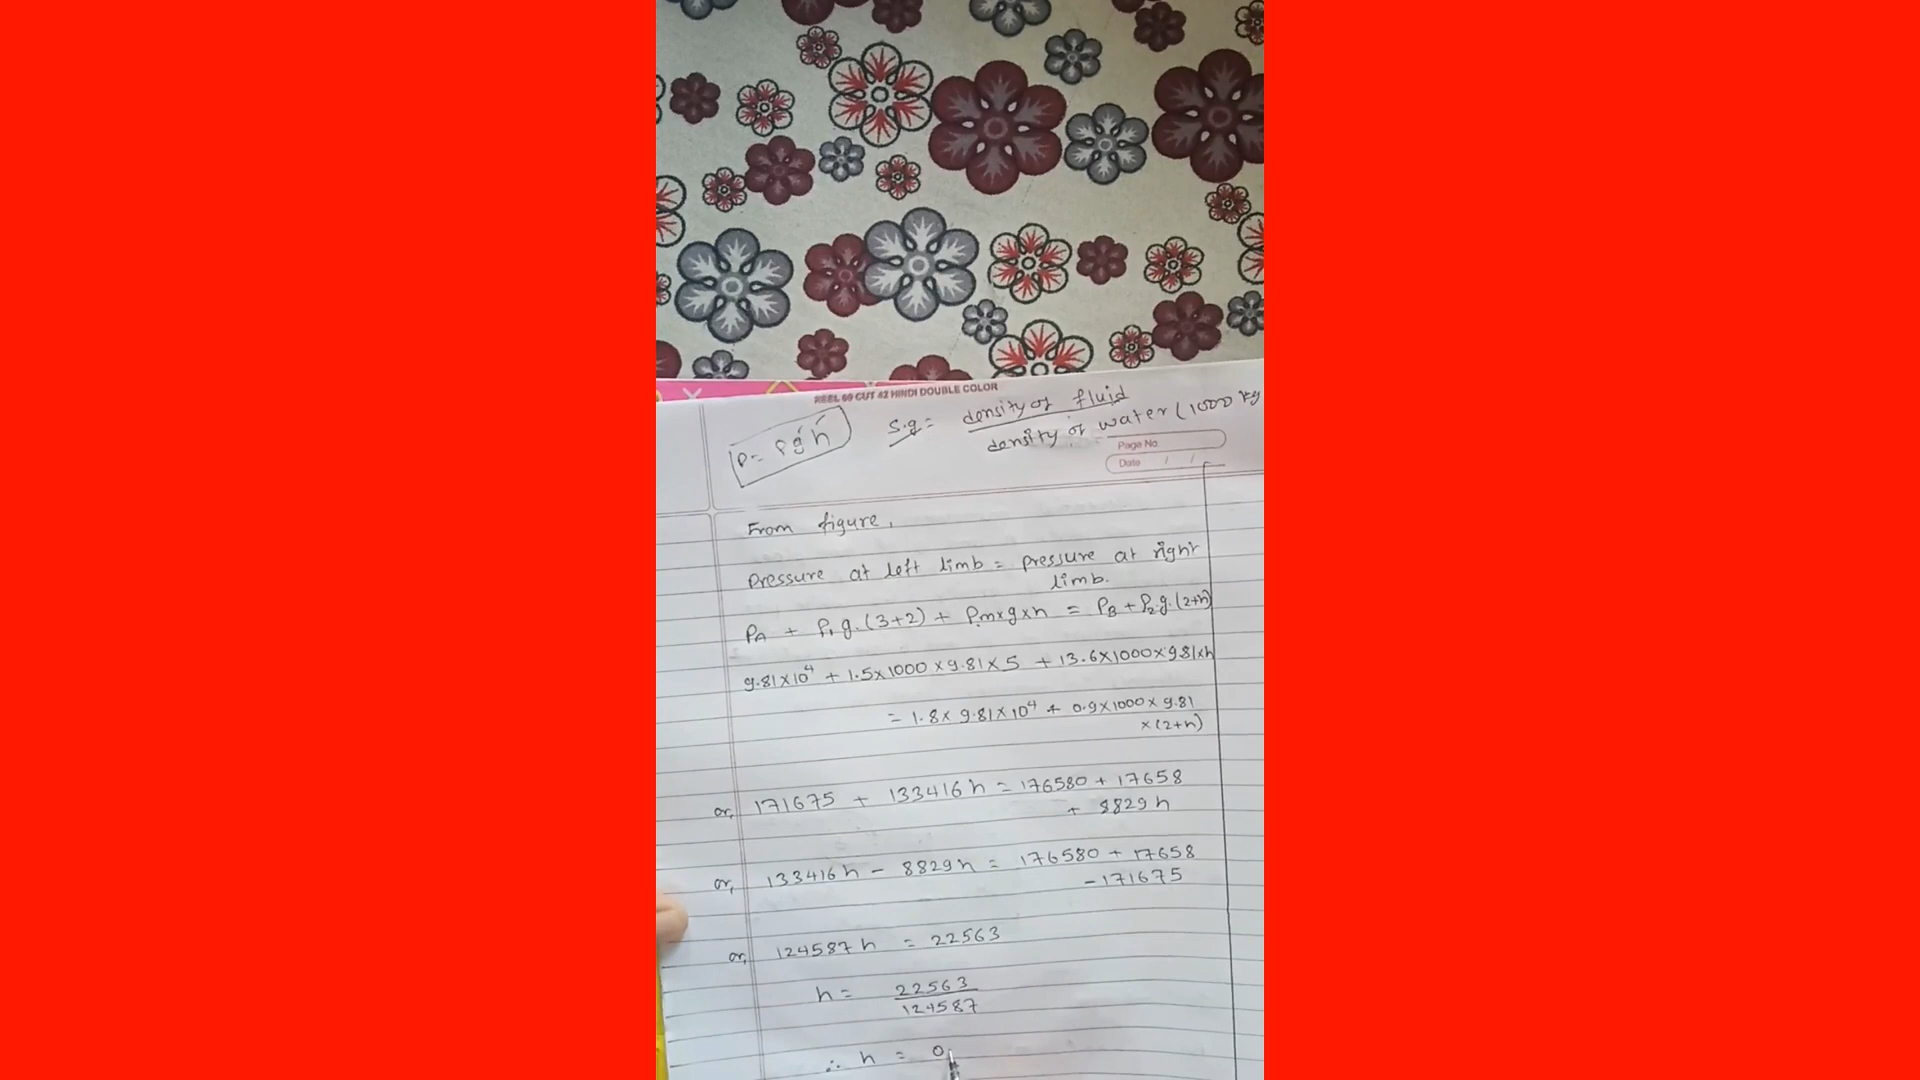 REEL 69 CUT 42 HINDI DOUBLE COLOR
P = ρgh
S.g = density of fluid
density of water (1000 kg
Page No.
Date / /
From figure,
Pressure at left limb = pressure at right
limb.
PA + ρ1 g. (3+2) + ρm×g×h = PB + ρ2.g.(2+h)
9.81×10⁴ + 1.5×1000×9.81×5 + 13.6×1000×9.81×h
= 1.8×9.81×10⁴ + 0.9×1000×9.81
×(2+h)
or, 171675 + 133416 h = 176580 + 17658
+ 8829 h
or, 133416 h - 8829 h = 176580 + 17658
- 171675
or, 124587 h = 22563
h = 22563
124587
∴ h = 0.